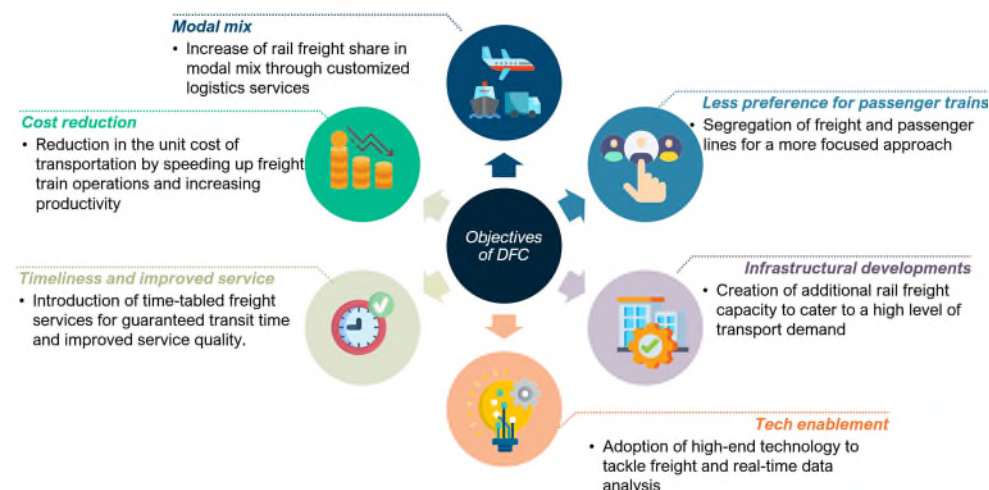 Modal mix
• Increase of rail freight share in
modal mix through customized
logistics services
Less preference for passenger trains
• Segregation of freight and passenger
lines for a more focused approach
Cost reduction
• Reduction in the unit cost of
transportation by speeding up freight
train operations and increasing
productivity
Objectives
of DFC
Timeliness and improved service
• Introduction of time-tabled freight
services for guaranteed transit time
and improved service quality.
Infrastructural developments
• Creation of additional rail freight
capacity to cater to a high level of
transport demand
Tech enablement
• Adoption of high-end technology to
tackle freight and real-time data
analysis